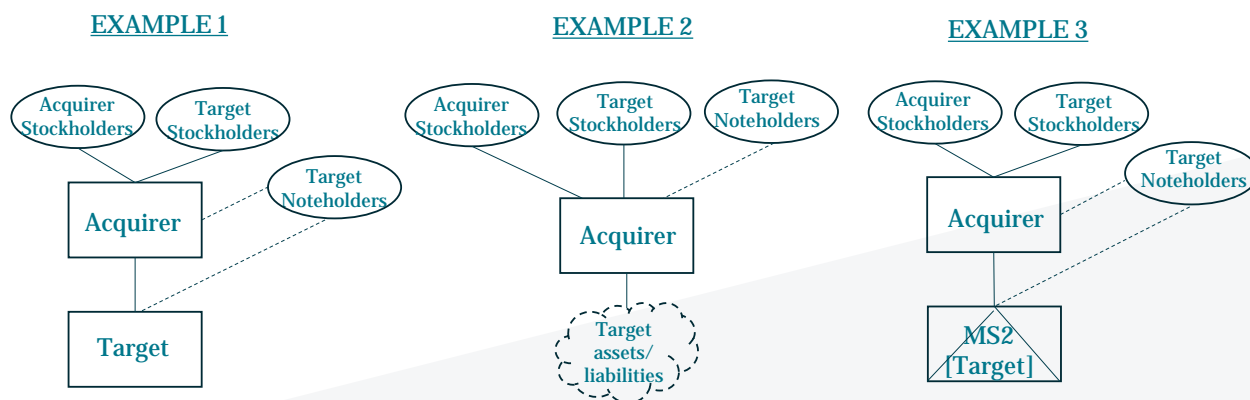 EXAMPLE 1
Acquirer
Stockholders
Target
Stockholders
Target
Noteholders
Acquirer
Target
EXAMPLE 2
Acquirer
Stockholders
Target
Stockholders
Target
Noteholders
Acquirer
Target
assets/
liabilities
EXAMPLE 3
Acquirer
Stockholders
Target
Stockholders
Target
Noteholders
Acquirer
MS2
[Target]